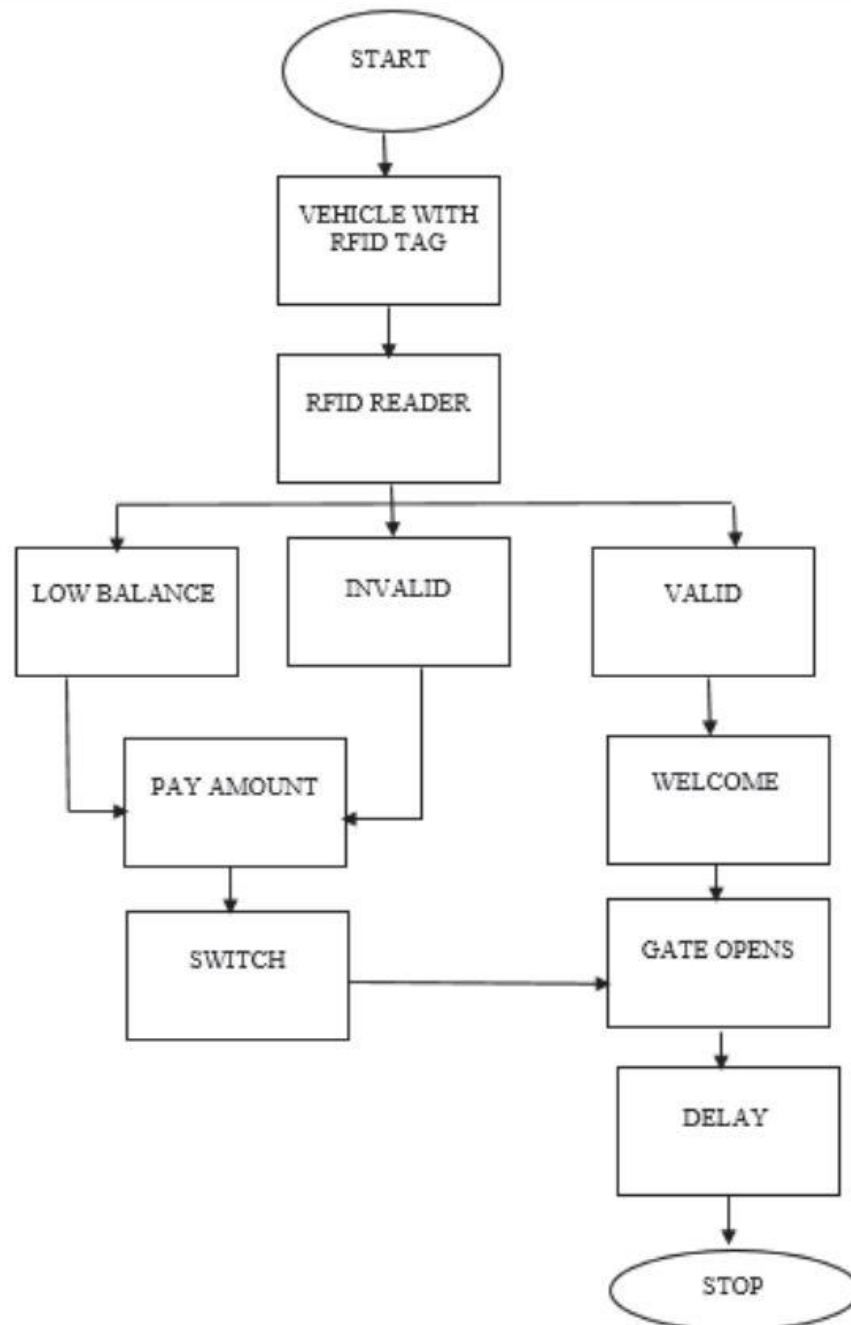 START
VEHICLE WITH
RFID TAG
RFID READER
LOW BALANCE
INVALID
VALID
PAY AMOUNT
WELCOME
SWITCH
GATE OPENS
DELAY
STOP